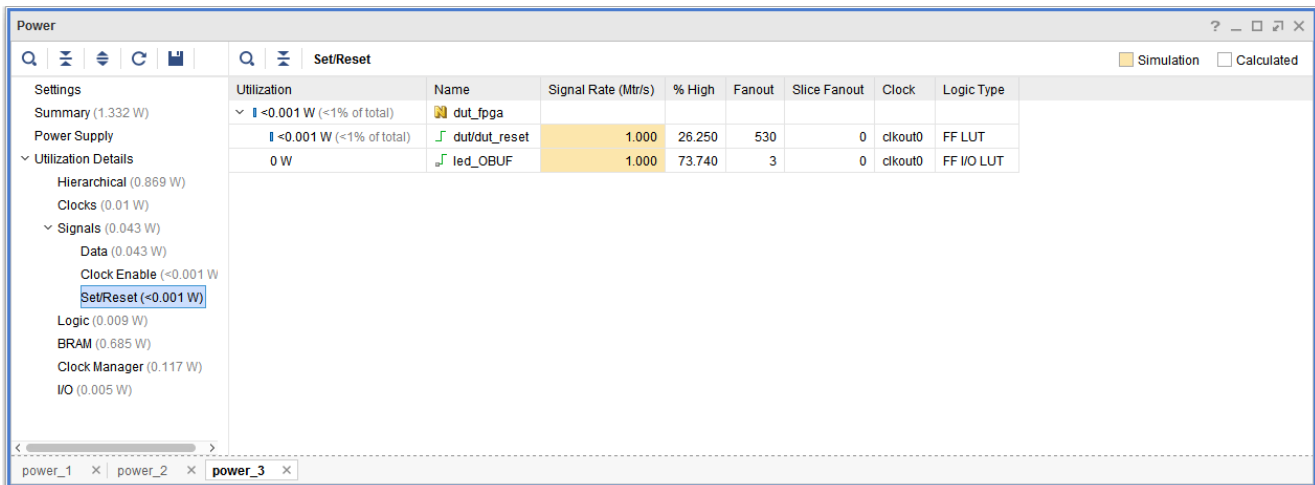 Power
Set/Reset
Simulation
Calculated
Settings
Summary (1.332 W)
Power Supply
Utilization Details
Hierarchical (0.869 W)
Clocks (0.01 W)
Signals (0.043 W)
Data (0.043 W)
Clock Enable (<0.001 W
Set/Reset (<0.001 W)
Logic (0.009 W)
BRAM (0.685 W)
Clock Manager (0.117 W)
I/O (0.005 W)
Utilization Name Signal Rate (Mtr/s) % High Fanout Slice Fanout Clock Logic Type
<0.001 W (<1% of total) dut_fpga
<0.001 W (<1% of total) dut/dut_reset 1.000 26.250 530 0 clkout0 FF LUT
0 W led_OBUF 1.000 73.740 3 0 clkout0 FF I/O LUT
power_1 power_2 power_3